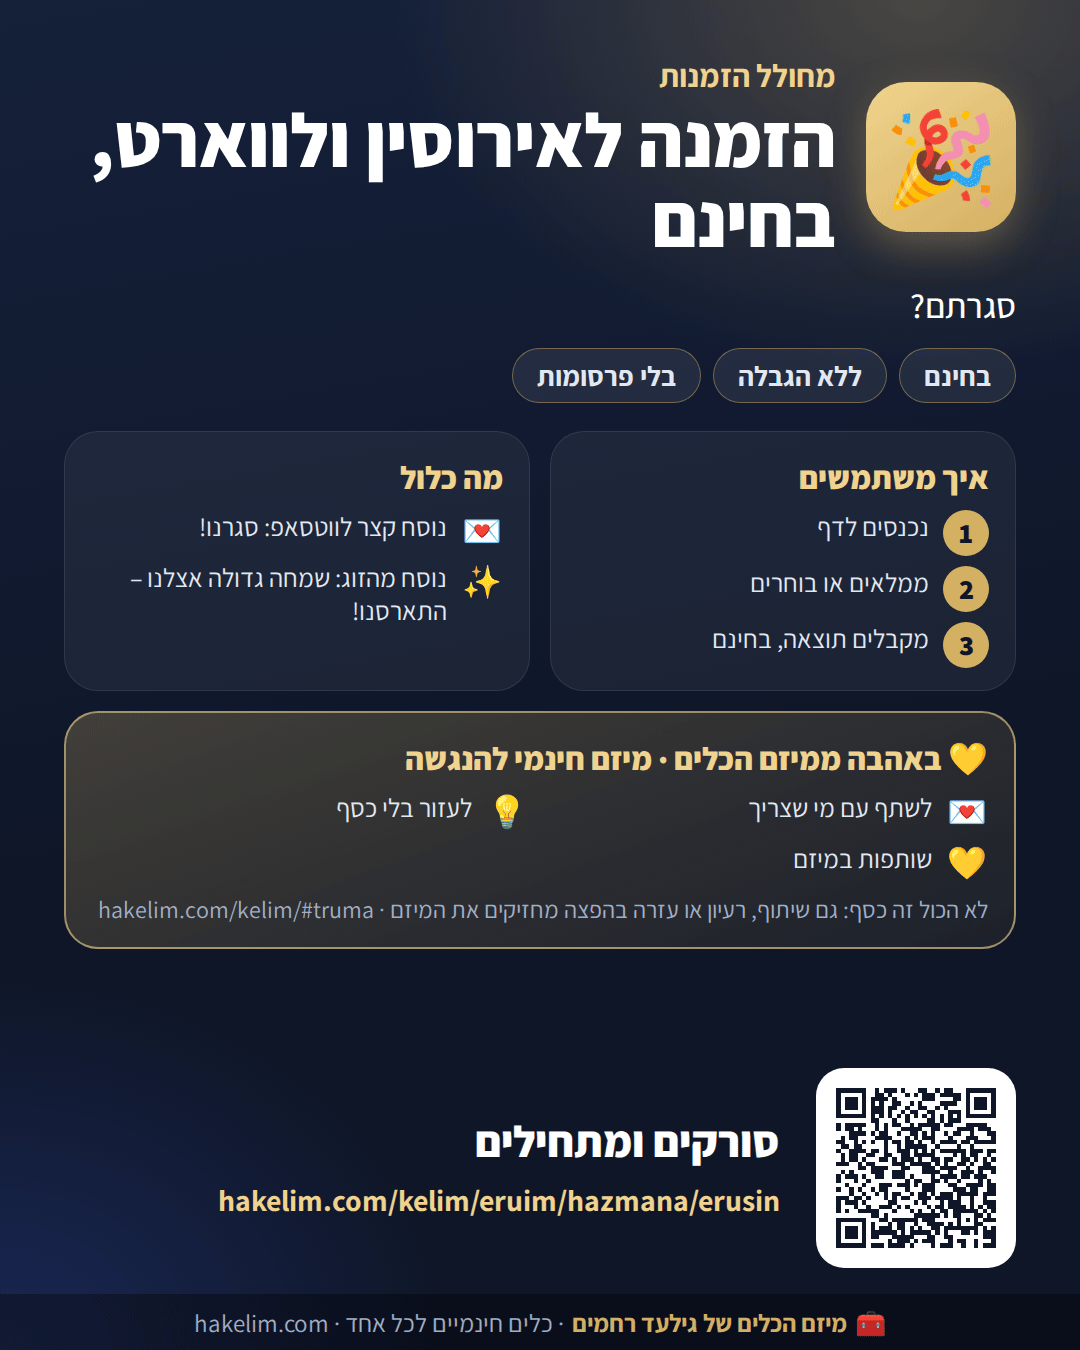 מחולל הזמנות
הזמנה לאירוסין ולווארט,
בחינם
סגרתם?
בחינם
ללא הגבלה
בלי פרסומות
איך משתמשים
1 נכנסים לדף
2 ממלאים או בוחרים
3 מקבלים תוצאה, בחינם
מה כלול
נוסח קצר לווטסאפ: סגרנו!
נוסח מהזוג: שמחה גדולה אצלנו –
התארסנו!
באהבה ממיזם הכלים · מיזם חינמי להנגשה
לשתף עם מי שצריך
לעזור בלי כסף
שותפות במיזם
לא הכול זה כסף: גם שיתוף, רעיון או עזרה בהפצה מחזיקים את המיזם · hakelim.com/kelim/#truma
סורקים ומתחילים
hakelim.com/kelim/eruim/hazmana/erusin
מיזם הכלים של גילעד רחמים · כלים חינמיים לכל אחד · hakelim.com